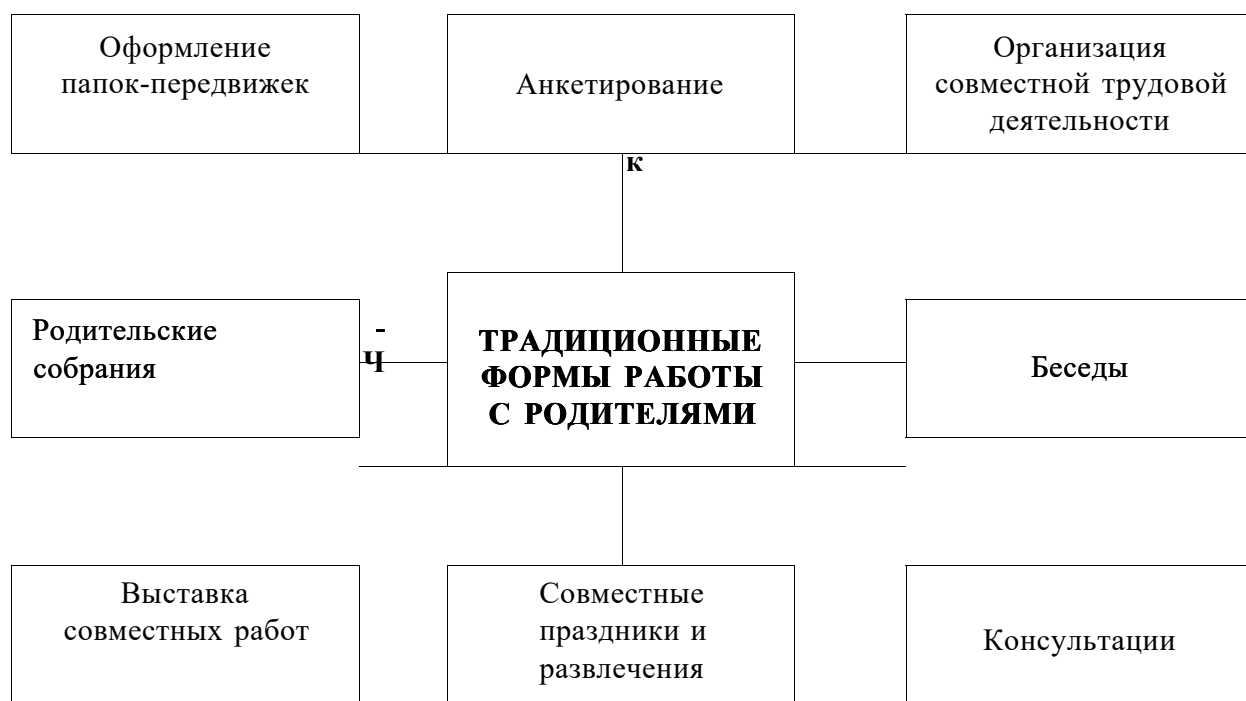 Оформление
папок-передвижек
Анкетирование
Организация
совместной трудовой
деятельности
к
Родительские
собрания
-
Ч
ТРАДИЦИОННЫЕ
ФОРМЫ РАБОТЫ
С РОДИТЕЛЯМИ
Беседы
Выставка
совместных работ
Совместные
праздники и
развлечения
Консультации